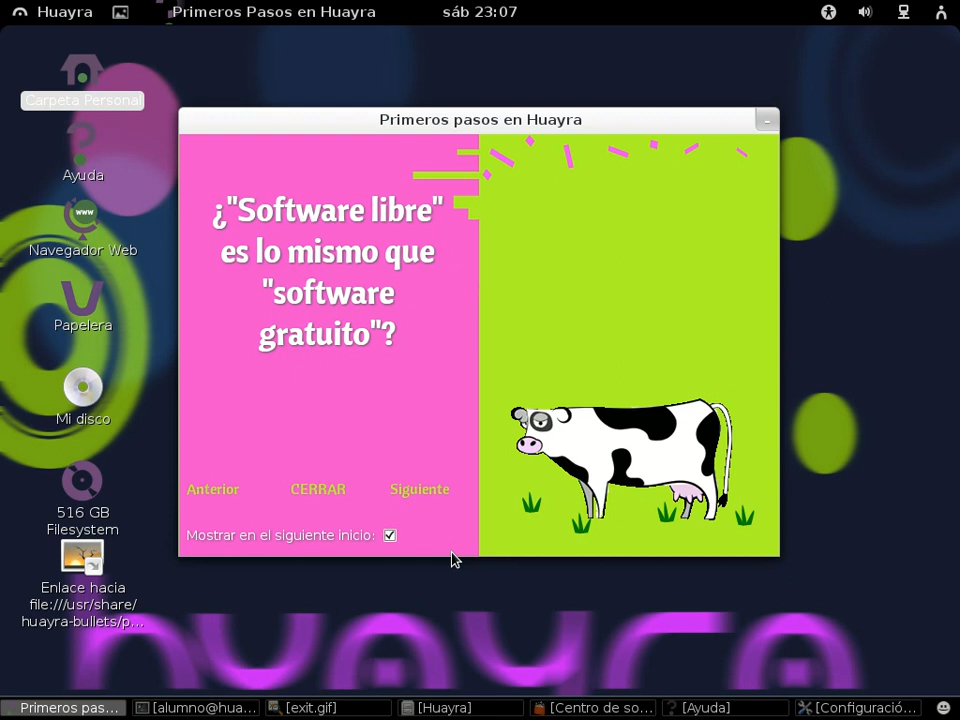 Huayra
Primeros Pasos en Huayra
sáb 23:07
Carpeta Personal
Ayuda
www
Navegador Web
Papelera
Mi disco
516 GB
Filesystem
Enlace hacia
file:///usr/share/
huayra-bullets/p...
Primeros pasos en Huayra
¿"Software libre"
es lo mismo que
"software
gratuito"?
Anterior
CERRAR
Siguiente
Mostrar en el siguiente inicio:
huayra
Primeros pas...
[alumno@hua...
[exit.gif]
[Huayra]
[Centro de so...
[Ayuda]
[Configuració...